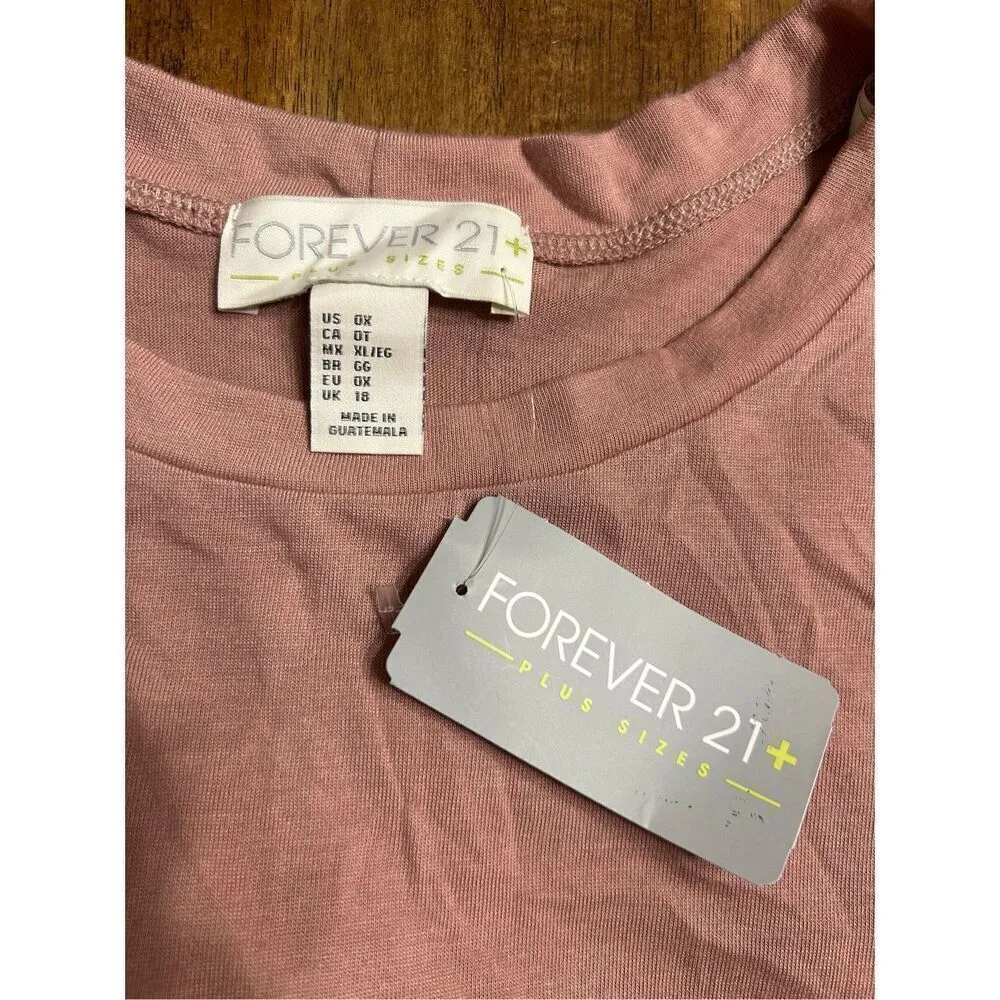 FOREVER 21+
PLUS SIZES
US 0X
CA 0T
MX XL/EG
BR GG
EU 0X
UK 18
MADE IN
GUATEMALA
FOREVER 21+
PLUS SIZES